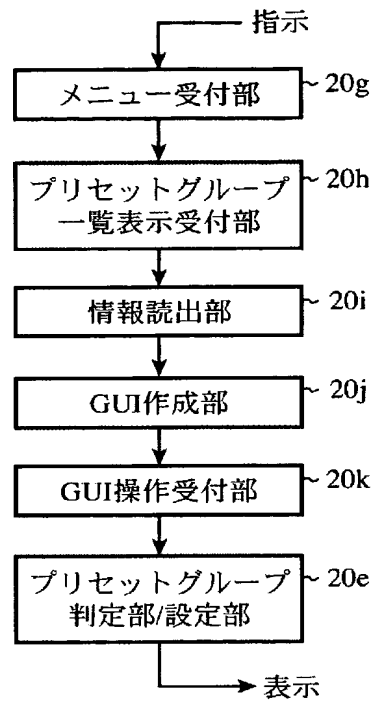 指示
メニュー受付部
20g
プリセットグループ
一覧表示受付部
20h
情報読出部
20i
GUI作成部
20j
GUI操作受付部
20k
プリセットグループ
判定部/設定部
20e
表示